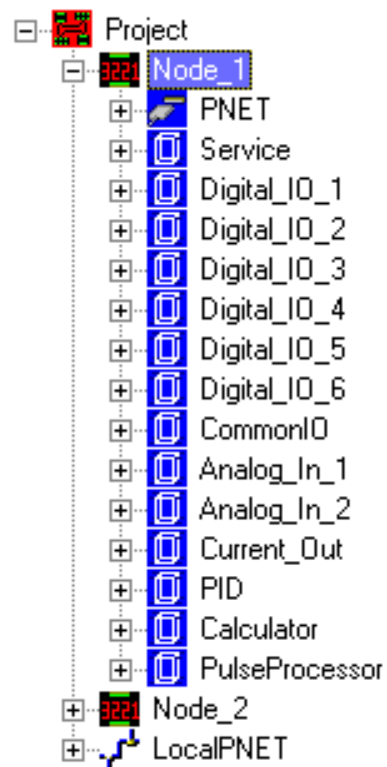 Project
3221 Node_1
PNET
Service
Digital_IO_1
Digital_IO_2
Digital_IO_3
Digital_IO_4
Digital_IO_5
Digital_IO_6
CommonIO
Analog_In_1
Analog_In_2
Current_Out
PID
Calculator
PulseProcessor
3221 Node_2
LocalPNET